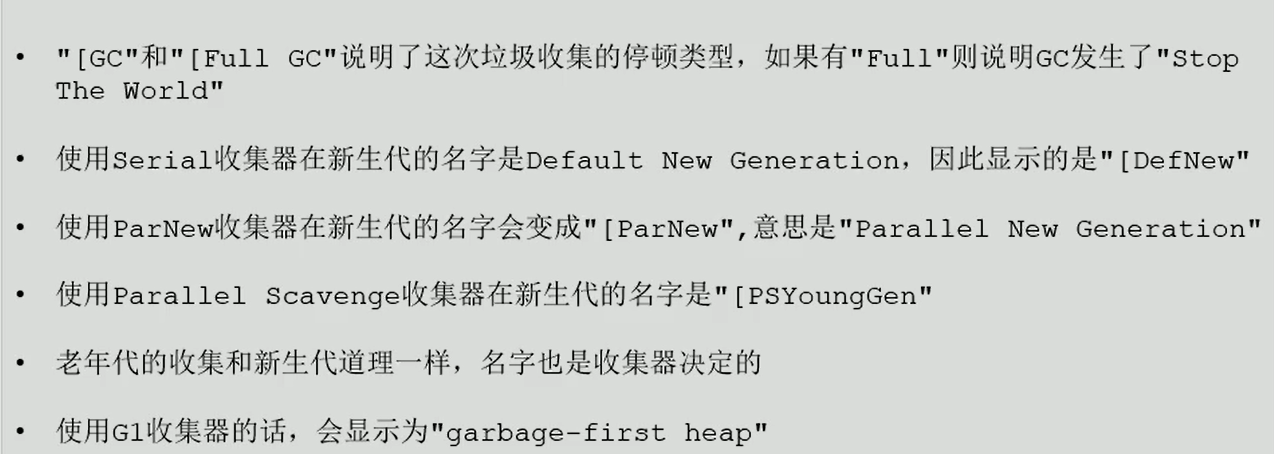 • "[GC"和"[Full GC"说明了这次垃圾收集的停顿类型，如果有"Full"则说明GC发生了"Stop
The World"
• 使用Serial收集器在新生代的名字是Default New Generation，因此显示的是"[DefNew"
• 使用ParNew收集器在新生代的名字会变成"[ParNew",意思是"Parallel New Generation"
• 使用Parallel Scavenge收集器在新生代的名字是"[PSYoungGen"
• 老年代的收集和新生代道理一样，名字也是收集器决定的
• 使用G1收集器的话，会显示为"garbage-first heap"